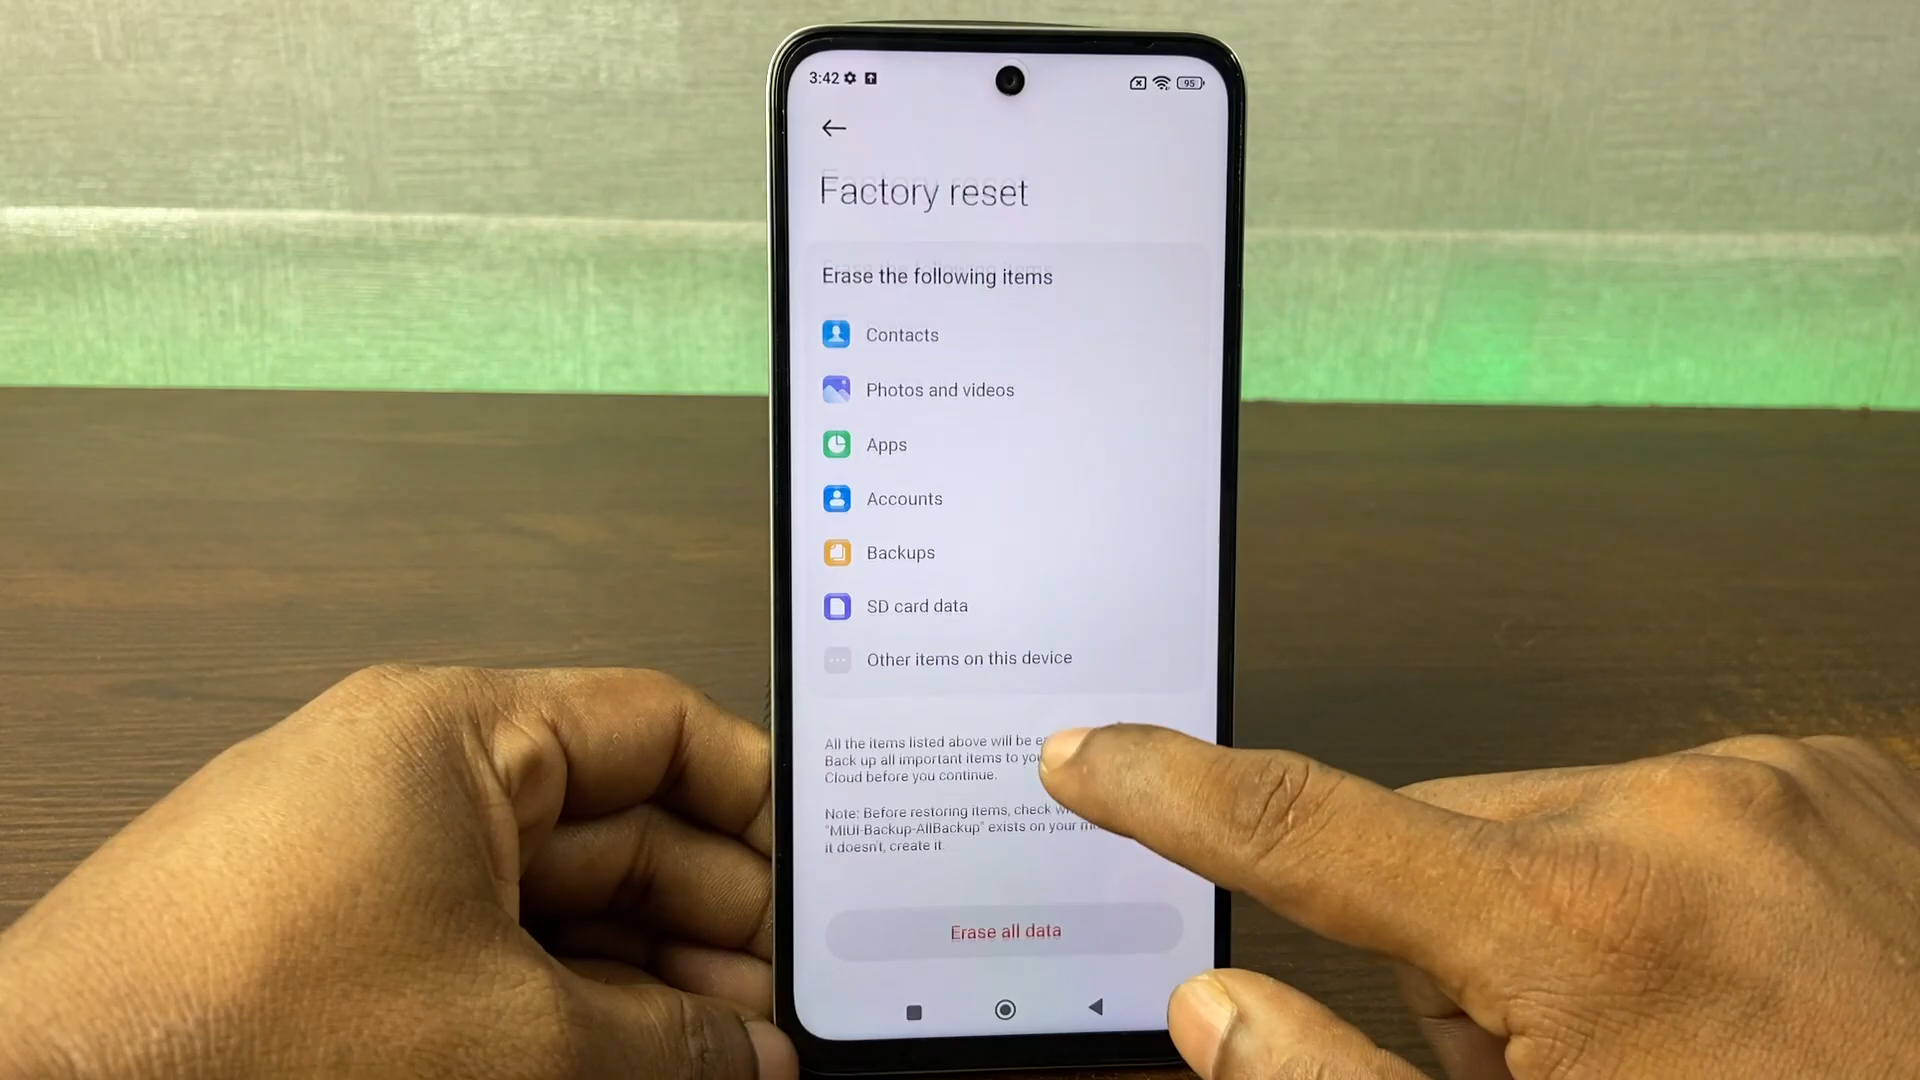 3:42
95
Factory reset
Erase the following items
Contacts
Photos and videos
Apps
Accounts
Backups
SD card data
Other items on this device
All the items listed above will be
Back up all important items to
Cloud before you continue.
Note: Before restoring items, check
"MIUI-Backup-AllBackup" exists on your
it doesn't, create it.
Erase all data